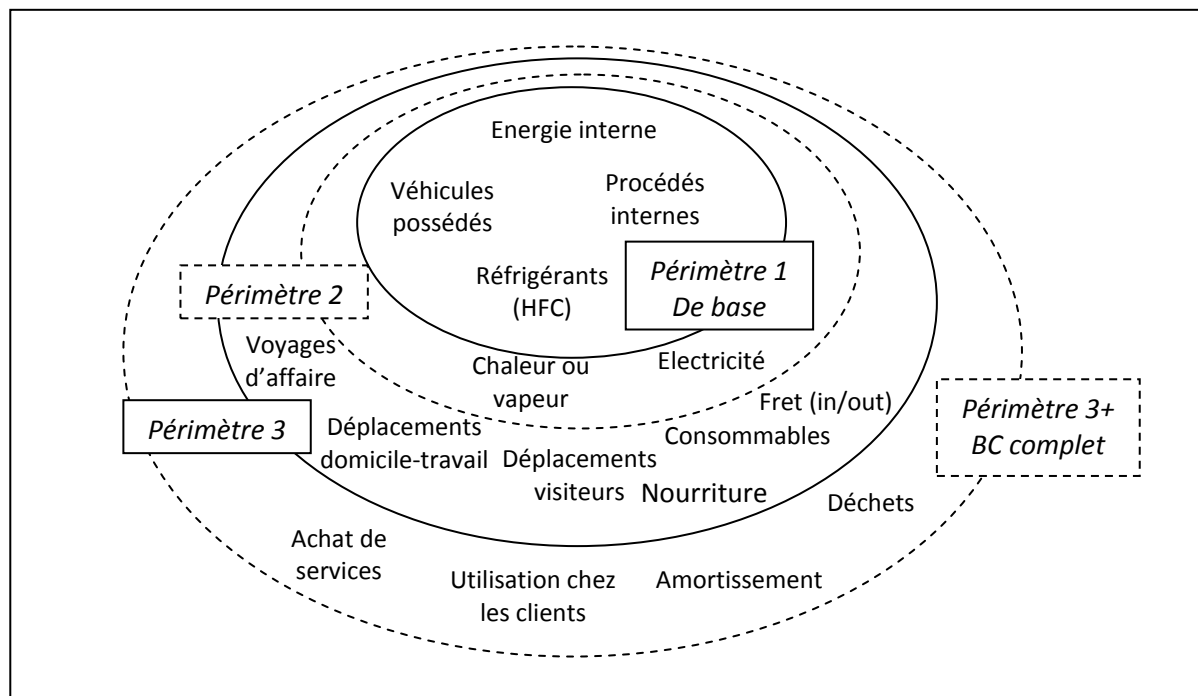 Energie interne
Véhicules
possédés
Procédés
internes
Réfrigérants
(HFC)
Périmètre 1
De base
Périmètre 2
Voyages
d’affaire
Chaleur ou
vapeur
Electricité
Fret (in/out)
Périmètre 3
Déplacements
domicile-travail
Consommables
Déplacements
visiteurs
Nourriture
Périmètre 3+
BC complet
Déchets
Achat de
services
Utilisation chez
les clients
Amortissement